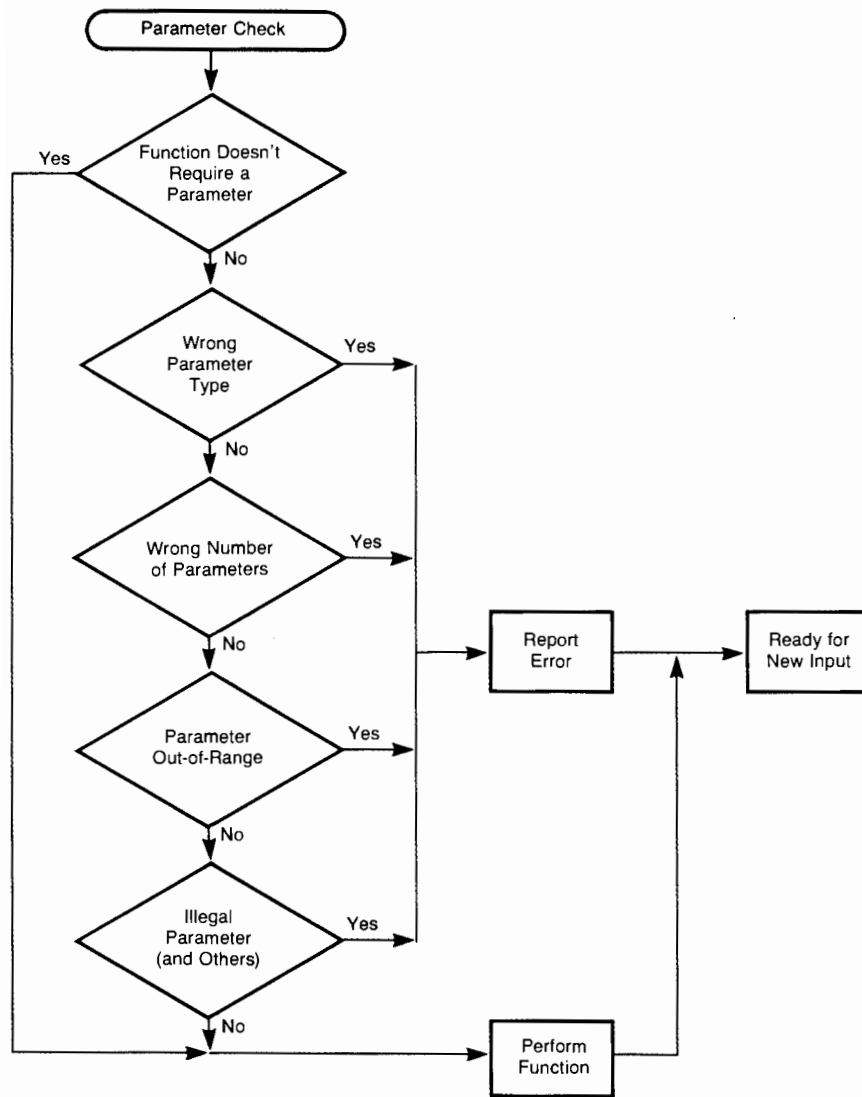 Parameter Check
Yes
Function Doesn't
Require a
Parameter
No
Wrong
Parameter
Type
Yes
No
Wrong Number
of Parameters
Yes
No
Report
Error
Ready for
New Input
Parameter
Out-of-Range
Yes
No
Illegal
Parameter
(and Others)
Yes
No
Perform
Function